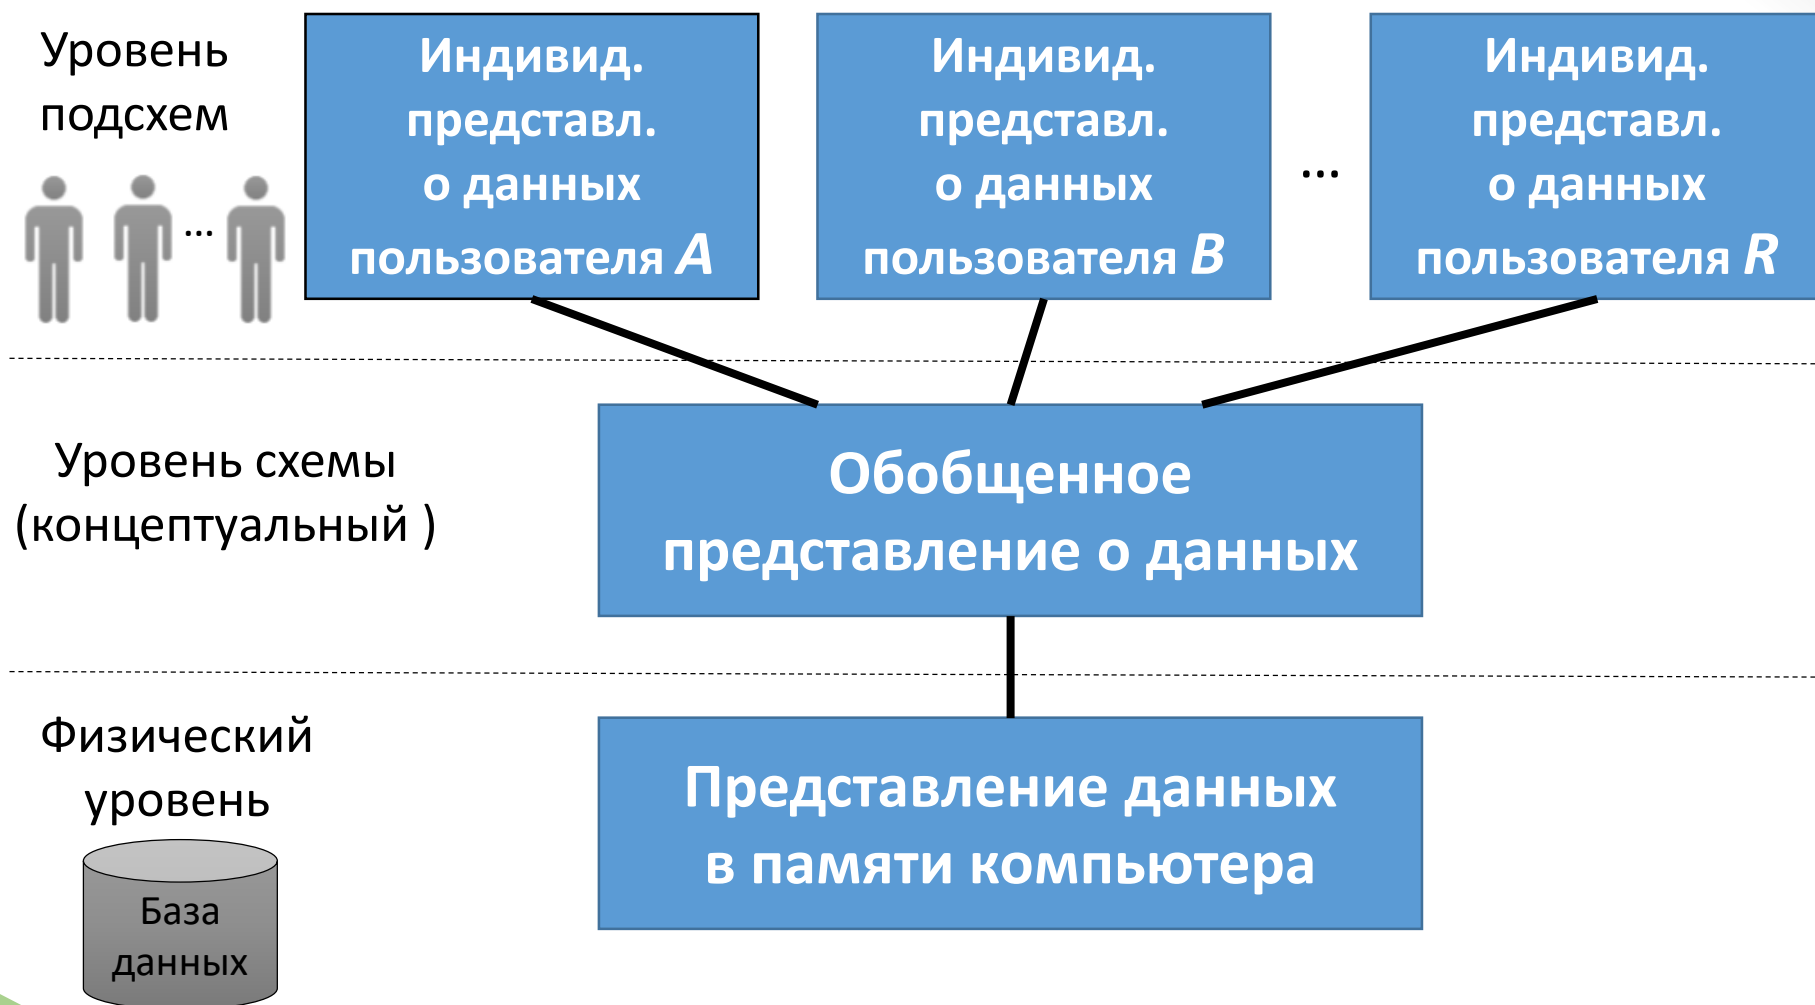 Уровень
подсхем
...
Индивид.
представл.
о данных
пользователя A
Индивид.
представл.
о данных
пользователя B
...
Индивид.
представл.
о данных
пользователя R
Уровень схемы
(концептуальный )
Обобщенное
представление о данных
Физический
уровень
База
данных
Представление данных
в памяти компьютера